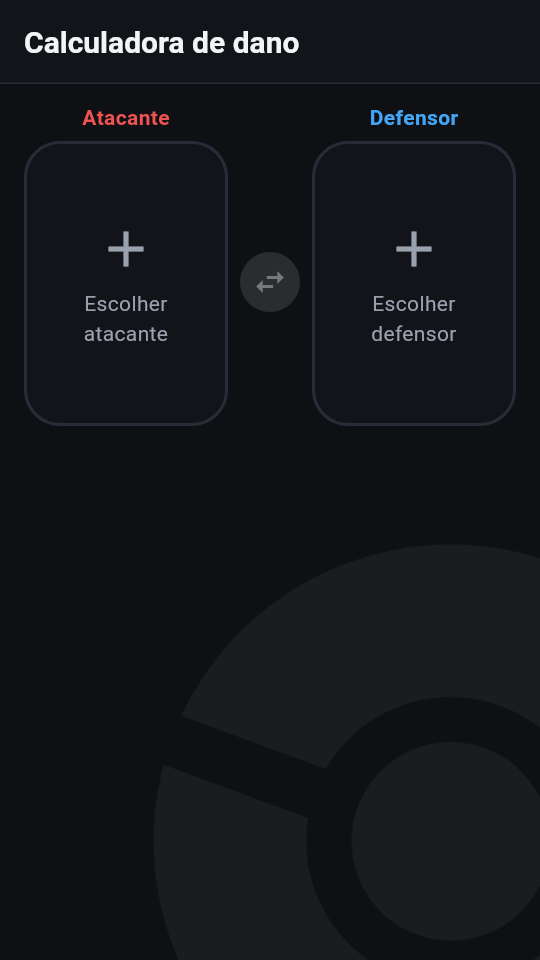 Calculadora de dano
Atacante
Defensor
Escolher
atacante
Escolher
defensor